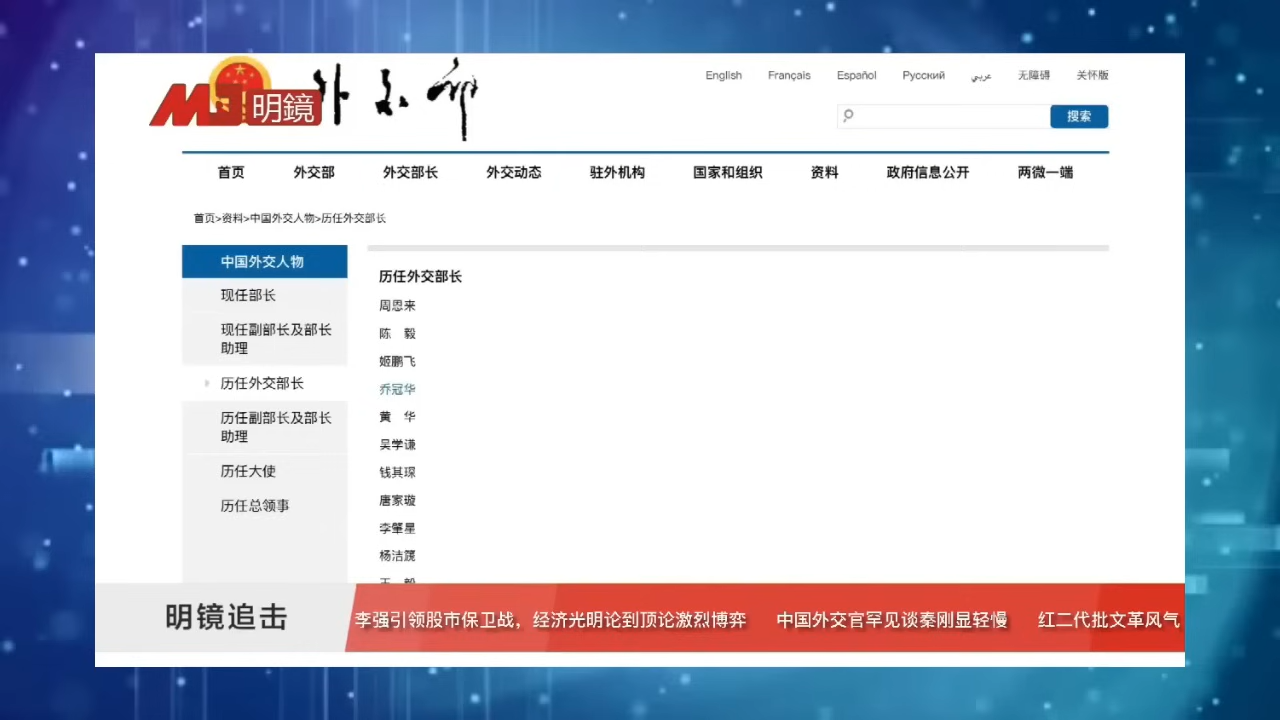 外交部
明鏡
English Français Español Русский عربي 无障碍 关怀版
搜索
首页 外交部 外交部长 外交动态 驻外机构 国家和组织 资料 政府信息公开 两微一端
首页>资料>中国外交人物>历任外交部长
中国外交人物
现任部长
现任副部长及部长
助理
历任外交部长
历任副部长及部长
助理
历任大使
历任总领事
历任外交部长
周恩来
陈 毅
姬鹏飞
乔冠华
黄 华
吴学谦
钱其琛
唐家璇
李肇星
杨洁篪
明镜追击
李强引领股市保卫战，经济光明论到顶论激烈博弈 中国外交官罕见谈秦刚显轻慢 红二代批文革风气